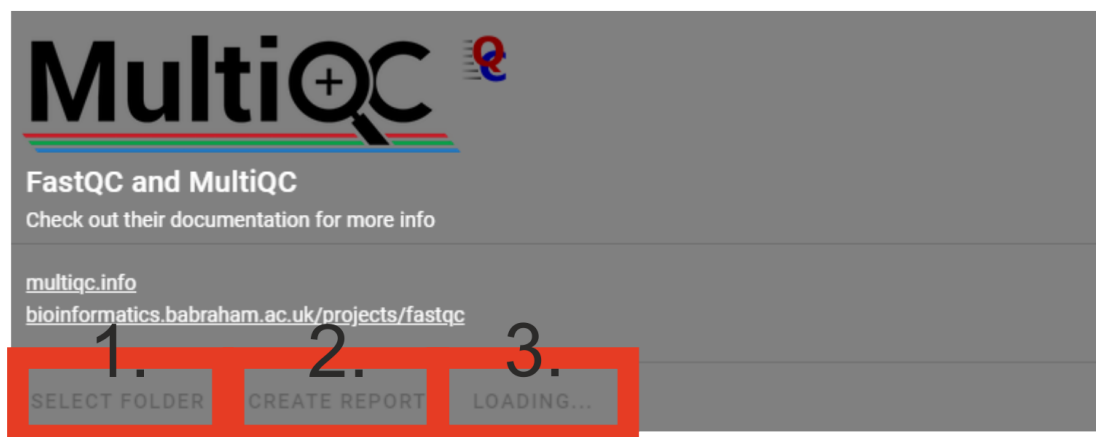 MultiQC QC
FastQC and MultiQC
Check out their documentation for more info
multiqc.info
bioinformatics.babraham.ac.uk/projects/fastqc
1. 2. 3.
SELECT FOLDER CREATE REPORT LOADING...